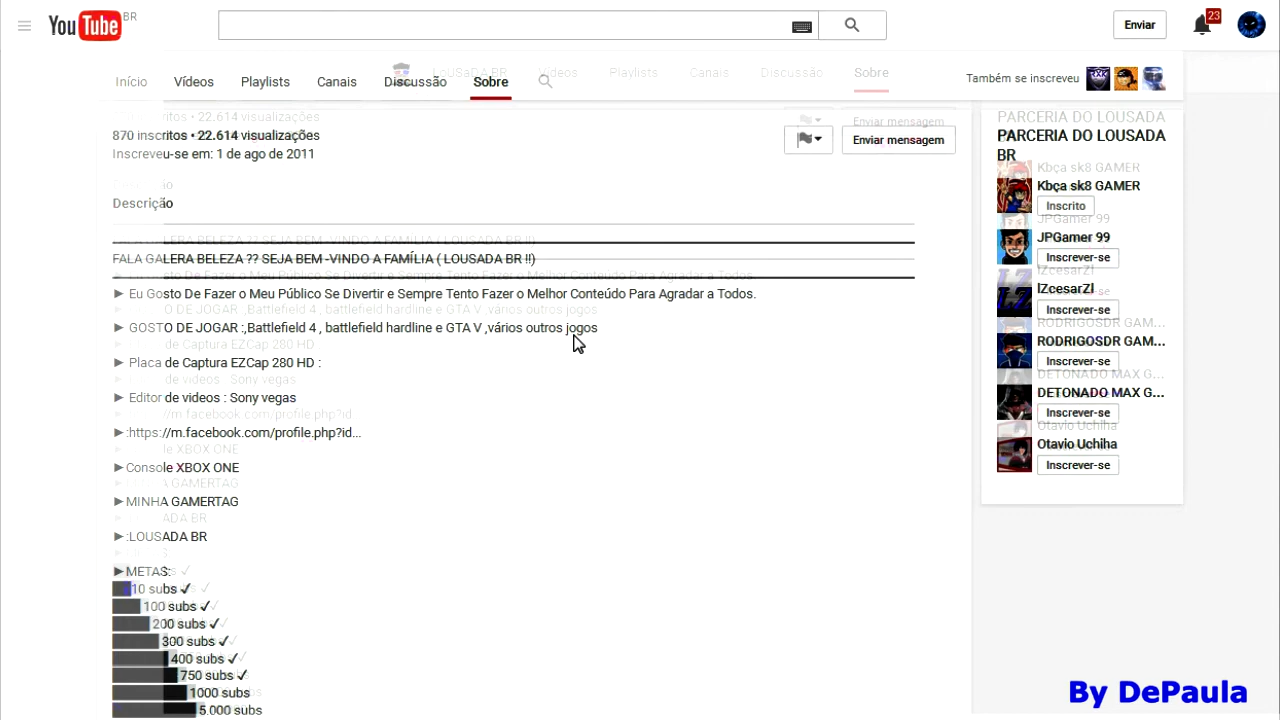 YouTube BR
Enviar
23
Início Vídeos Playlists Canais Discussão Sobre
LoUSaDA BR Vídeos Playlists Canais Discussão Sobre
Também se inscreveu
870 inscritos • 22.614 visualizações
Enviar mensagem
Inscreveu-se em: 1 de ago de 2011
Descrição
FALA GALERA BELEZA ?? SEJA BEM -VINDO A FAMÍLIA ( LOUSADA BR !!)
► Eu Gosto De Fazer o Meu Público Se Divertir e Sempre Tento Fazer o Melhor Conteúdo Para Agradar a Todos.
► GOSTO DE JOGAR :,Battlefield 4 , battlefield hardline e GTA V ,vários outros jogos
► Placa de Captura EZCap 280 HD :
► Editor de videos : Sony vegas
► :https://m.facebook.com/profile.php?id...
►Console XBOX ONE
►MINHA GAMERTAG
►:LOUSADA BR
►METAS:
10 subs ✓
100 subs ✓
200 subs ✓
300 subs ✓
400 subs ✓
750 subs ✓
1000 subs
5.000 subs
PARCERIA DO LOUSADA
BR
Kbça sk8 GAMER
Inscrito
JPGamer 99
Inscrever-se
IZcesarZI
Inscrever-se
RODRIGOSDR GAM...
Inscrever-se
DETONADO MAX G...
Inscrever-se
Otavio Uchiha
Inscrever-se
By DePaula